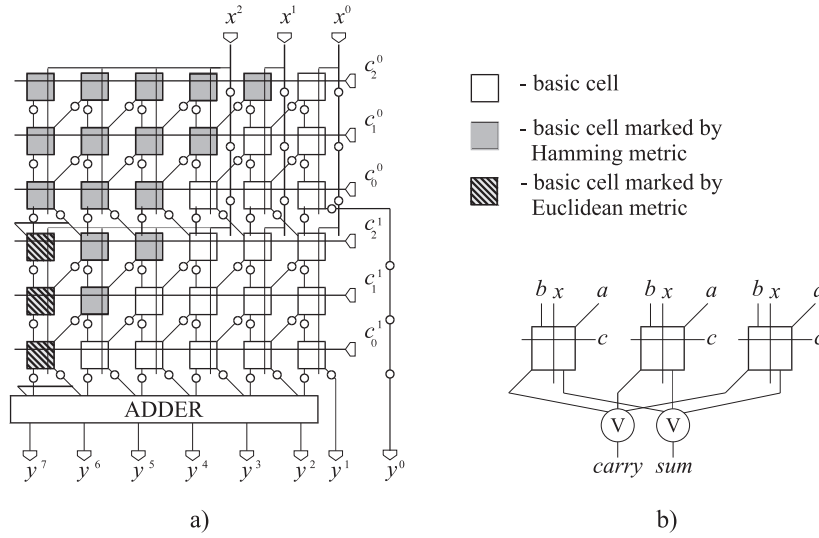 x² x¹ x⁰
c₂⁰
c₁⁰
c₀⁰
c₂¹
c₁¹
c₀¹
ADDER
y⁷ y⁶ y⁵ y⁴ y³ y² y¹ y⁰
a)
- basic cell
- basic cell marked by
Hamming metric
- basic cell marked by
Euclidean metric
b x a b x a b x a
c c c
V V
carry sum
b)